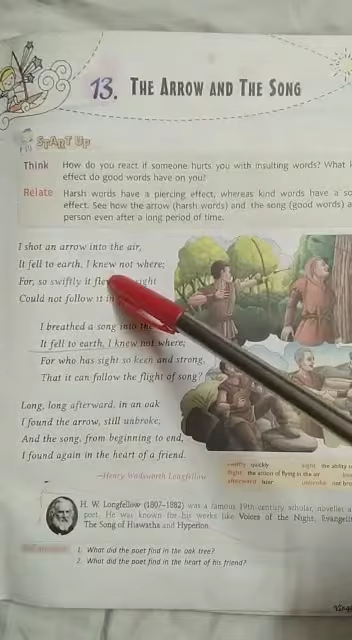 13. THE ARROW AND THE SONG
START UP
Think How do you react if someone hurts you with insulting words? What
effect do good words have on you?
Relate Harsh words have a piercing effect, whereas kind words have a
effect. See how the arrow (harsh words) and the song (good words)
person even after a long period of time.
I shot an arrow into the air,
It fell to earth, I knew not where;
For, so swiftly it
Could not follow it in
I breathed a song into the
It fell to earth, I knew not where;
For who has sight so keen and strong,
That it can follow the flight of song?
Long, long afterward, in an oak
I found the arrow, still unbroke;
And the song, from beginning to end,
I found again in the heart of a friend.
—Henry Wadsworth Longfellow
swiftly quickly sight the ability
flight the action of flying in the air
afterward later unbroke not
H. W. Longfellow (1807–1882) was a famous 19th century scholar, novelist
poet. He was known for his works like Voices of the Night,
The Song of Hiawatha and Hyperion.
1. What did the poet find in the oak tree?
2. What did the poet find in the heart of his friend?